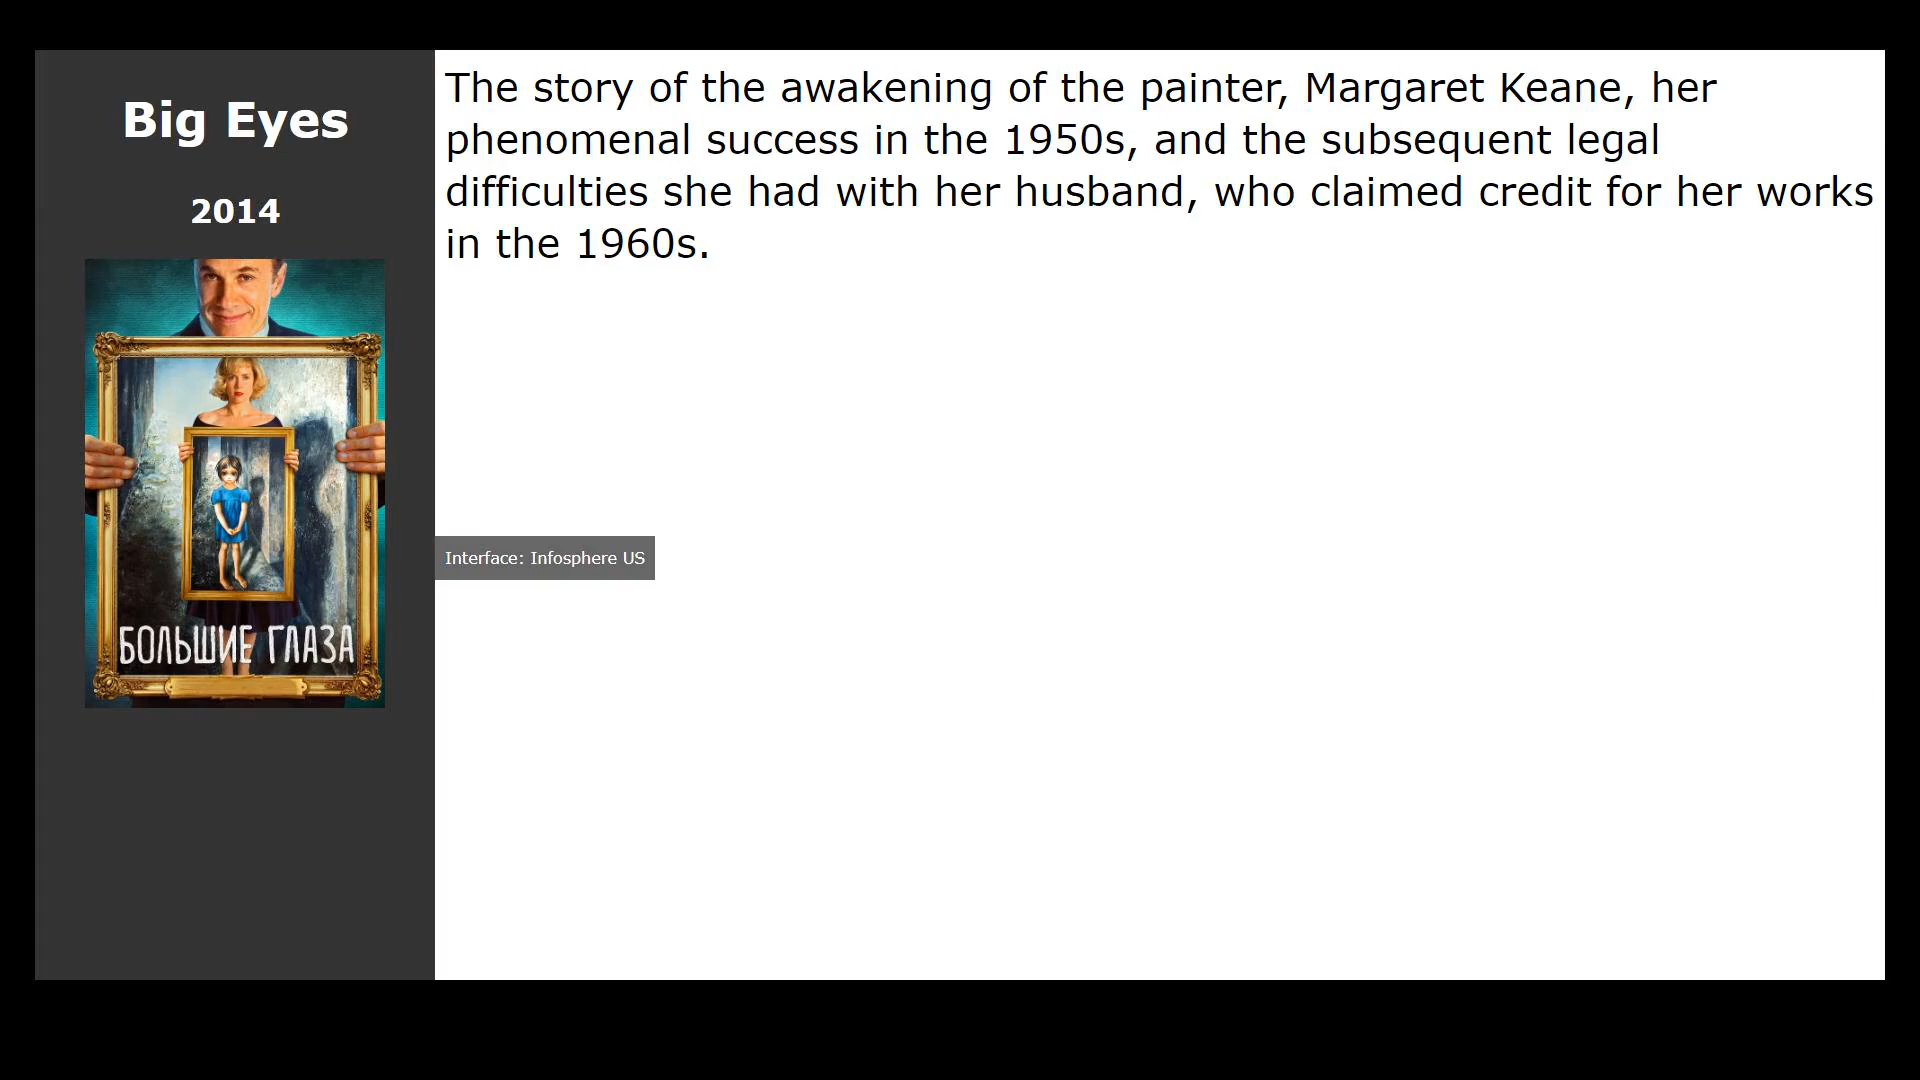 Big Eyes
2014
БОЛЬШИЕ ГЛАЗА
The story of the awakening of the painter, Margaret Keane, her
phenomenal success in the 1950s, and the subsequent legal
difficulties she had with her husband, who claimed credit for her works
in the 1960s.
Interface: Infosphere US